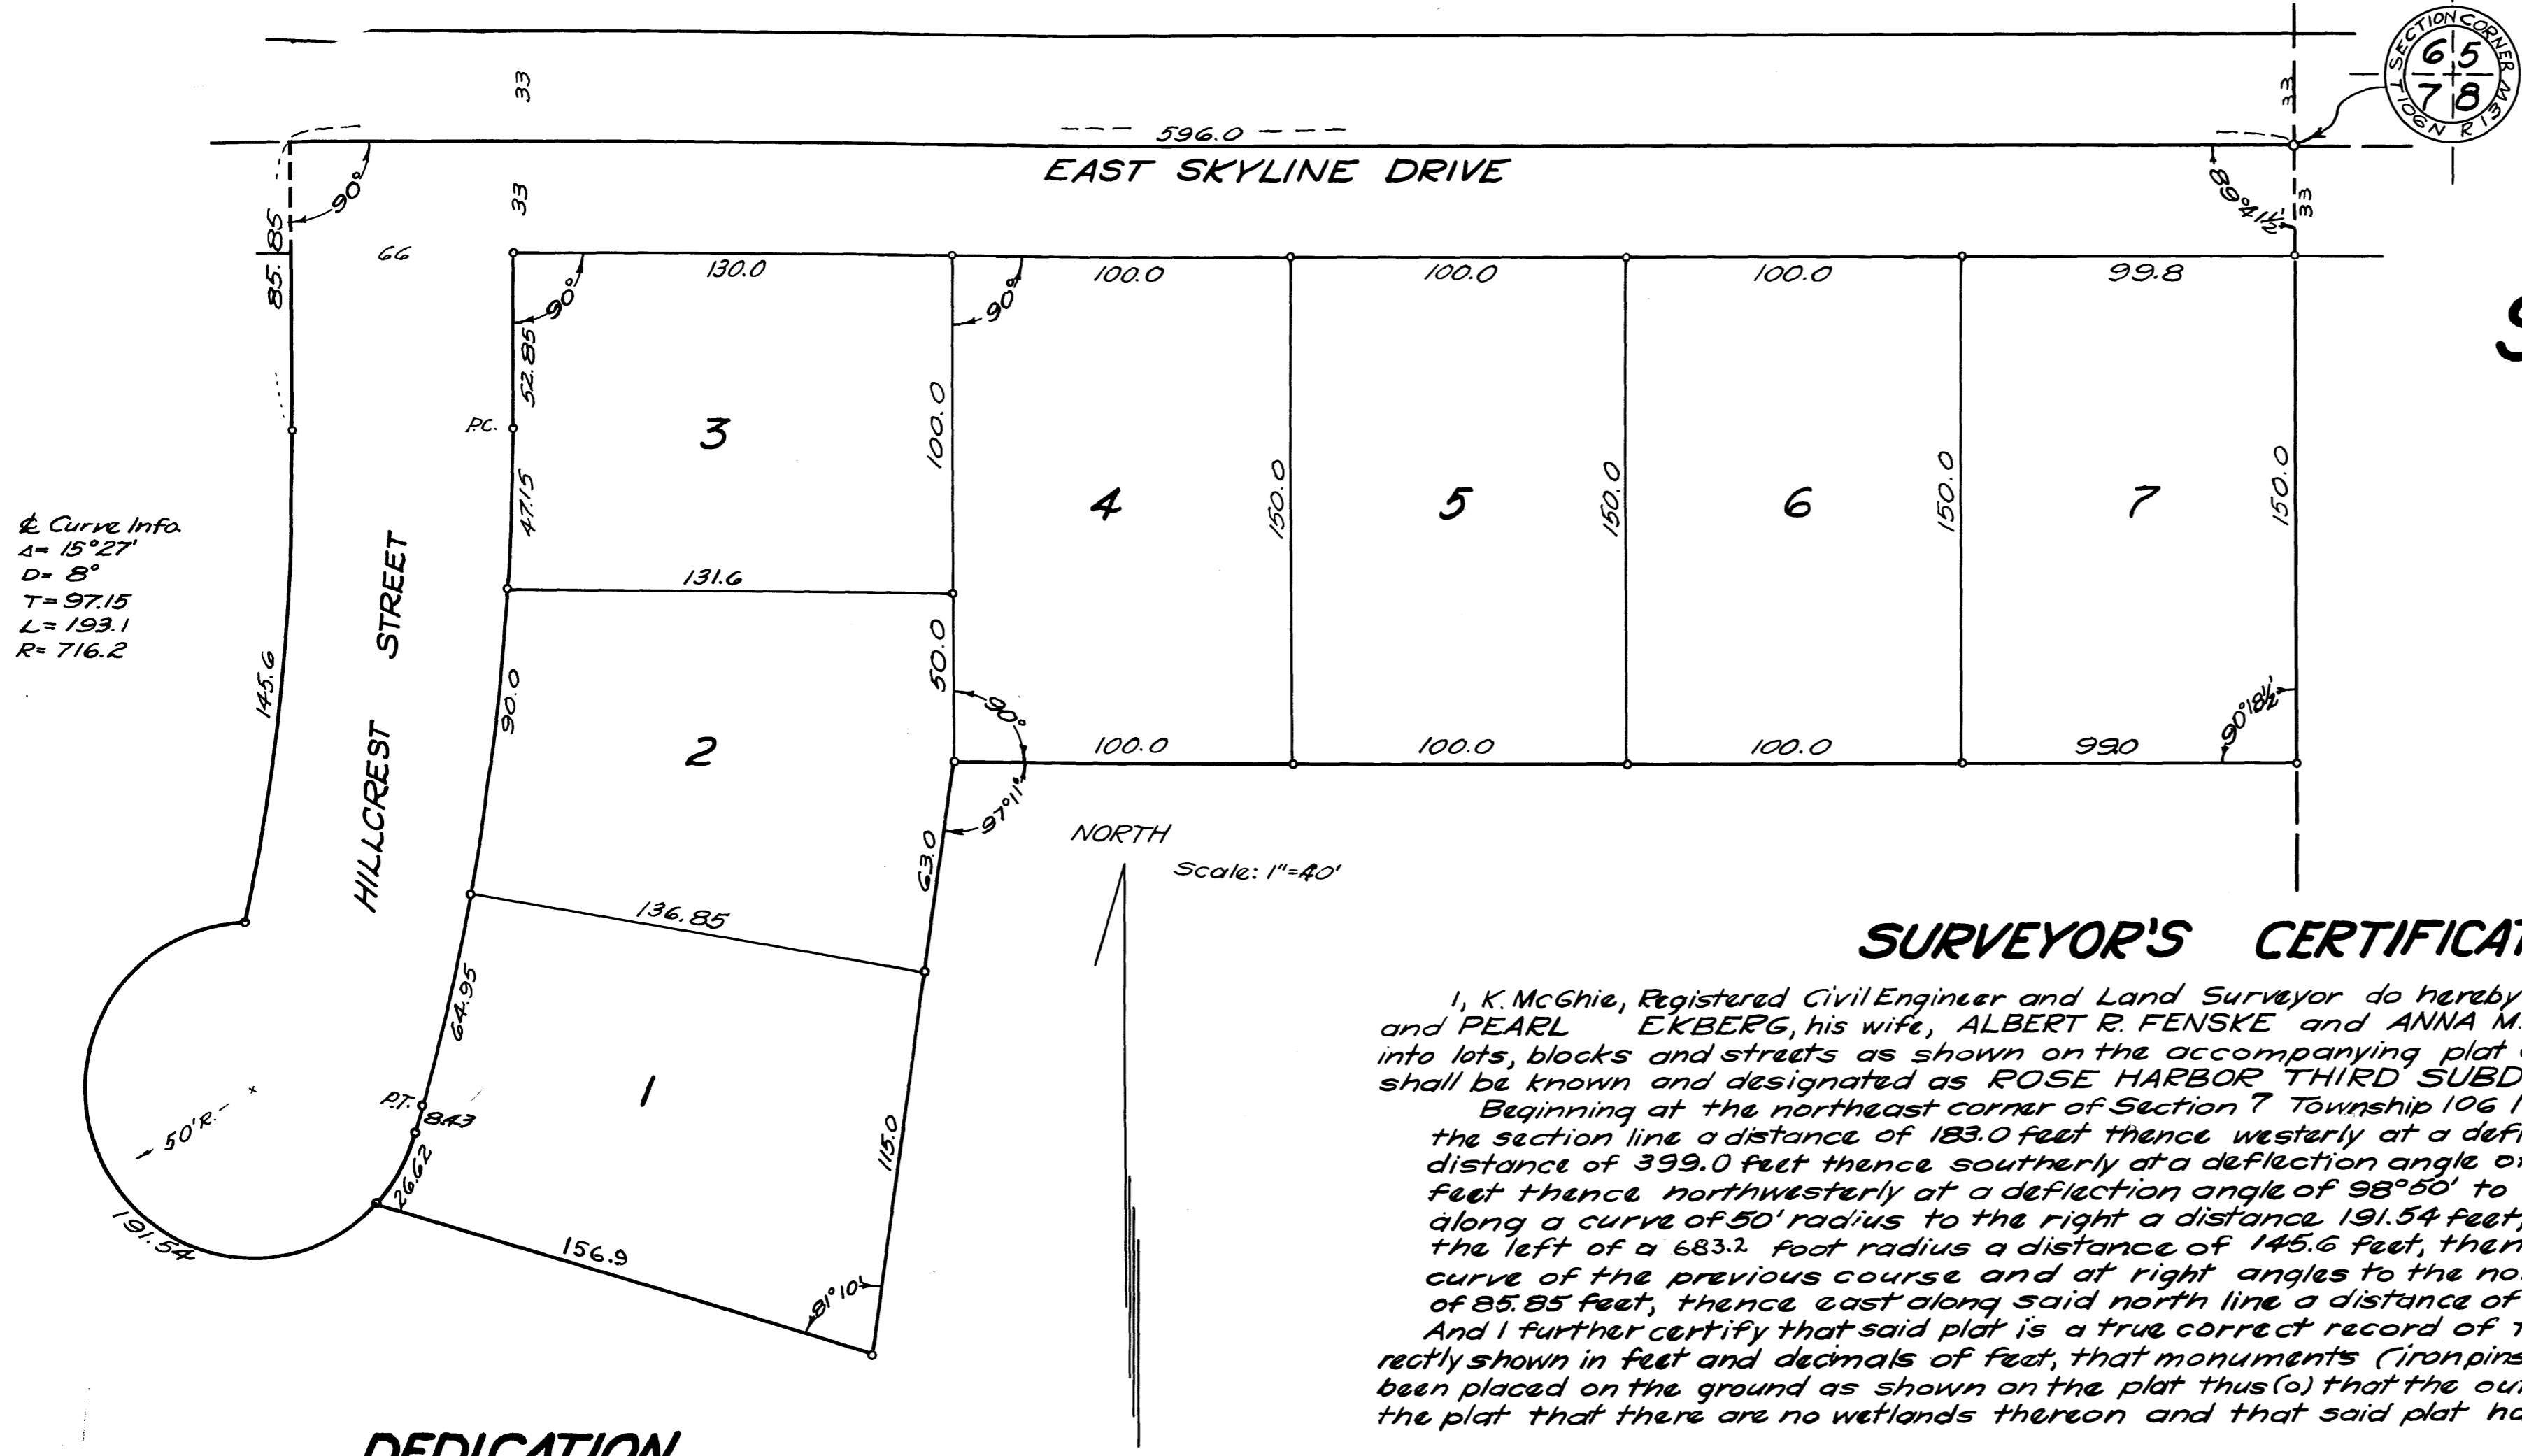 SECTION CORNER
T106N R13EM
6 5
7 8
33
33
596.0
EAST SKYLINE DRIVE
33
33
90°
89°41½'
85.85
66
130.0
100.0
100.0
100.0
99.8
90°
90°
52.85
P.C.
47.15
3
100.0
4
150.0
5
150.0
6
150.0
7
150.0
₵ Curve Info.
Δ= 15°27'
D= 8°
T= 97.15
L= 193.1
R= 716.2
HILLCREST STREET
145.6
131.6
90.0
2
50.0
90°
97°11'
100.0
100.0
100.0
99.0
90°18½'
63.0
136.85
NORTH
Scale: 1"=40'
64.95
1
P.T.
8.43
26.62
50'R.
191.54
156.9
115.0
81°10'
SURVEYOR'S CERTIFICAT
I, K. McGhie, Registered Civil Engineer and Land Surveyor do hereby
and PEARL EKBERG, his wife, ALBERT R. FENSKE and ANNA M.
into lots, blocks and streets as shown on the accompanying plat
shall be known and designated as ROSE HARBOR THIRD SUBD
Beginning at the northeast corner of Section 7 Township 106
the section line a distance of 183.0 feet thence westerly at a defl
distance of 399.0 feet thence southerly at a deflection angle o
feet thence northwesterly at a deflection angle of 98°50' to
along a curve of 50' radius to the right a distance 191.54 feet,
the left of a 683.2 foot radius a distance of 145.6 feet, then
curve of the previous course and at right angles to the no
of 85.85 feet, thence east along said north line a distance of
And I further certify that said plat is a true correct record of
rectly shown in feet and decimals of feet, that monuments (iron pins
been placed on the ground as shown on the plat thus (o) that the ou
the plat that there are no wetlands thereon and that said plat ha
DEDICATION